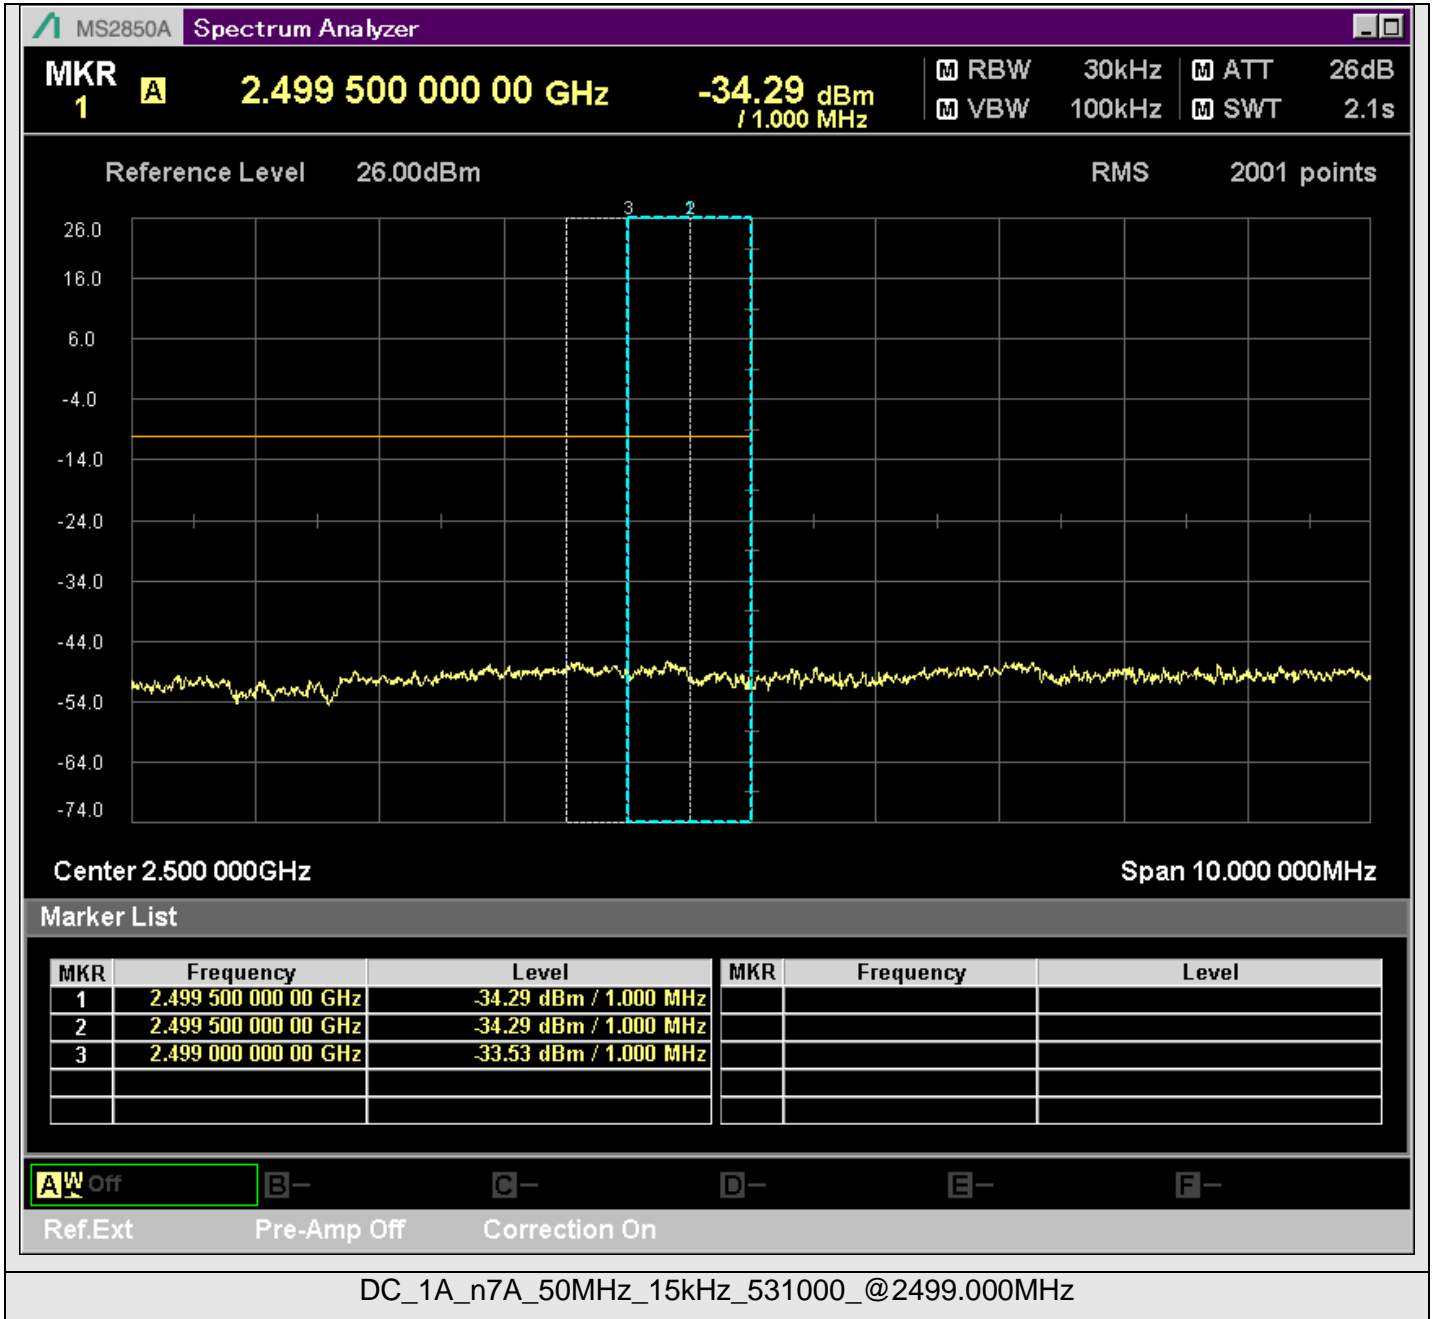 MS2850A Spectrum Analyzer
MKR 1 A 2.499 500 000 00 GHz -34.29 dBm / 1.000 MHz
M RBW 30kHz M ATT 26dB
M VBW 100kHz M SWT 2.1s
Reference Level 26.00dBm RMS 2001 points
3 2
26.0
16.0
6.0
-4.0
-14.0
-24.0
-34.0
-44.0
-54.0
-64.0
-74.0
Center 2.500 000GHz Span 10.000 000MHz
Marker List
MKR Frequency Level MKR Frequency Level
1 2.499 500 000 00 GHz -34.29 dBm / 1.000 MHz
2 2.499 500 000 00 GHz -34.29 dBm / 1.000 MHz
3 2.499 000 000 00 GHz -33.53 dBm / 1.000 MHz
A W Off B- C- D- E- F-
Ref.Ext Pre-Amp Off Correction On
DC_1A_n7A_50MHz_15kHz_531000_@2499.000MHz